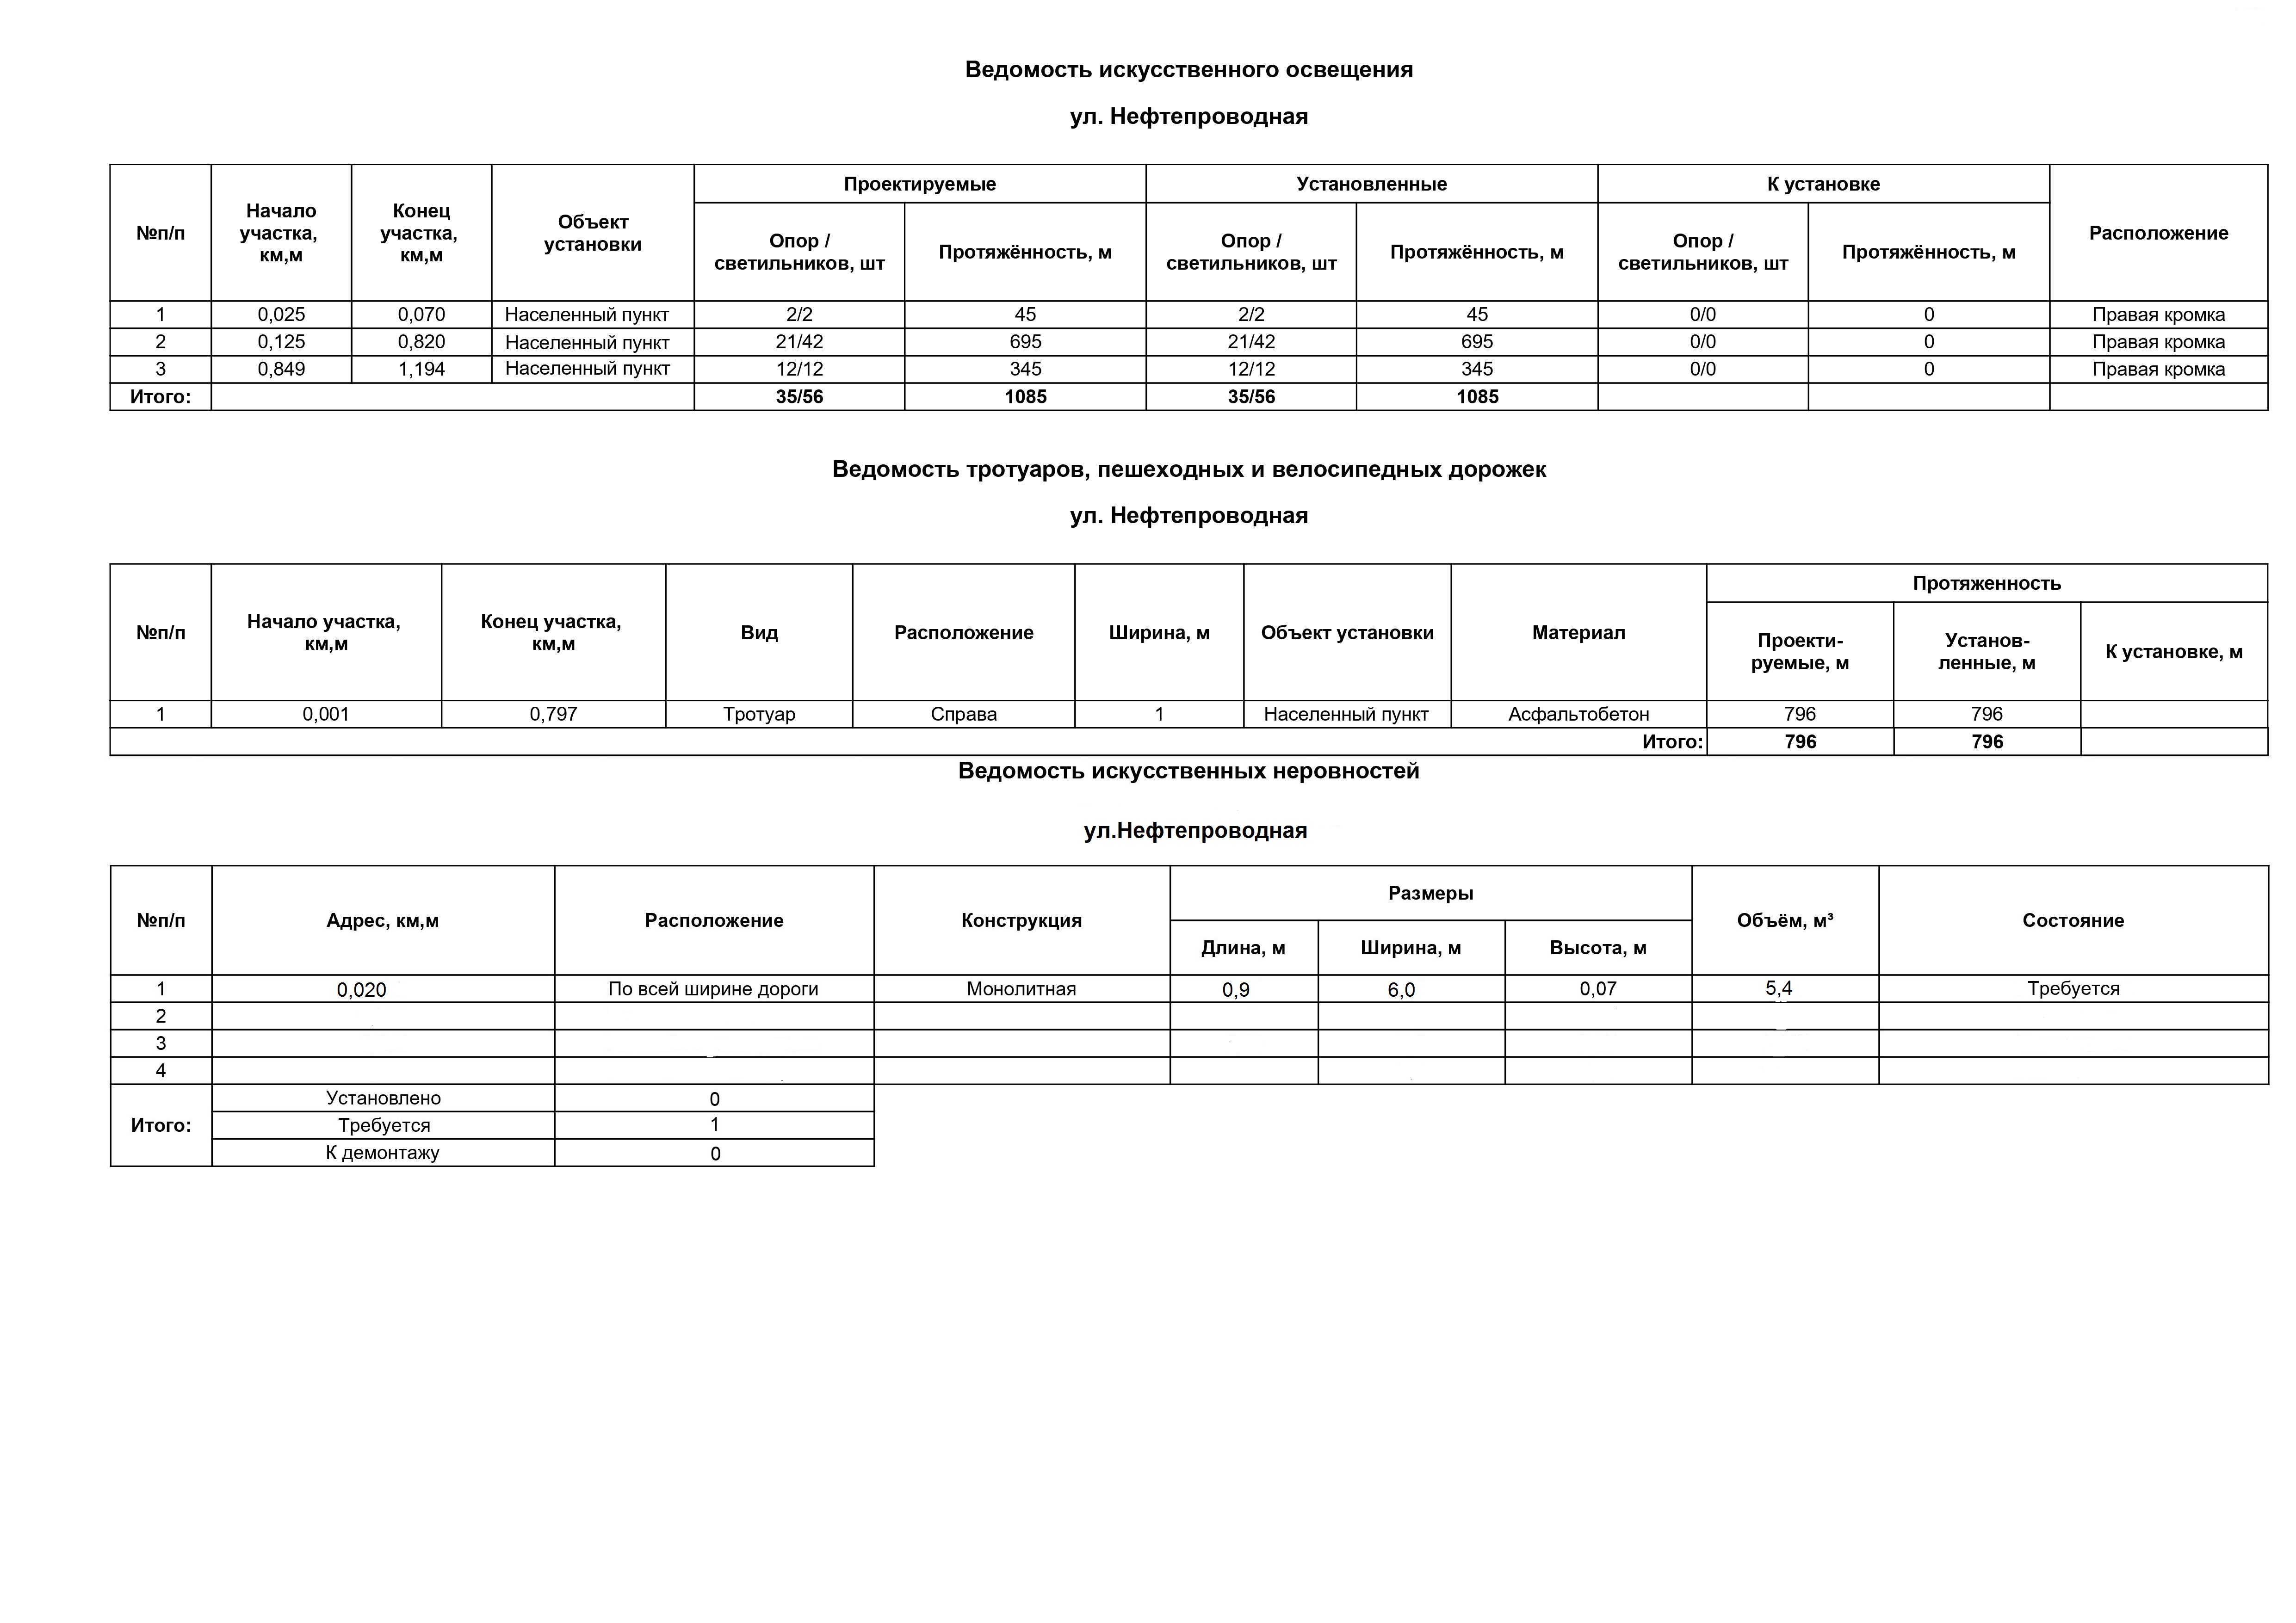 Ведомость искусственного освещения
ул. Нефтепроводная
№п/п Начало участка, км,м Конец участка, км,м Объект установки Проектируемые Установленные К установке Расположение
Опор / светильников, шт Протяжённость, м Опор / светильников, шт Протяжённость, м Опор / светильников, шт Протяжённость, м
1 0,025 0,070 Населенный пункт 2/2 45 2/2 45 0/0 0 Правая кромка
2 0,125 0,820 Населенный пункт 21/42 695 21/42 695 0/0 0 Правая кромка
3 0,849 1,194 Населенный пункт 12/12 345 12/12 345 0/0 0 Правая кромка
Итого: 35/56 1085 35/56 1085
Ведомость тротуаров, пешеходных и велосипедных дорожек
ул. Нефтепроводная
№п/п Начало участка, км,м Конец участка, км,м Вид Расположение Ширина, м Объект установки Материал Протяженность
Проекти-руемые, м Установ-ленные, м К установке, м
1 0,001 0,797 Тротуар Справа 1 Населенный пункт Асфальтобетон 796 796
Итого: 796 796
Ведомость искусственных неровностей
ул.Нефтепроводная
№п/п Адрес, км,м Расположение Конструкция Размеры Объём, м³ Состояние
Длина, м Ширина, м Высота, м
1 0,020 По всей ширине дороги Монолитная 0,9 6,0 0,07 5,4 Требуется
2
3
4
Итого: Установлено 0
Требуется 1
К демонтажу 0